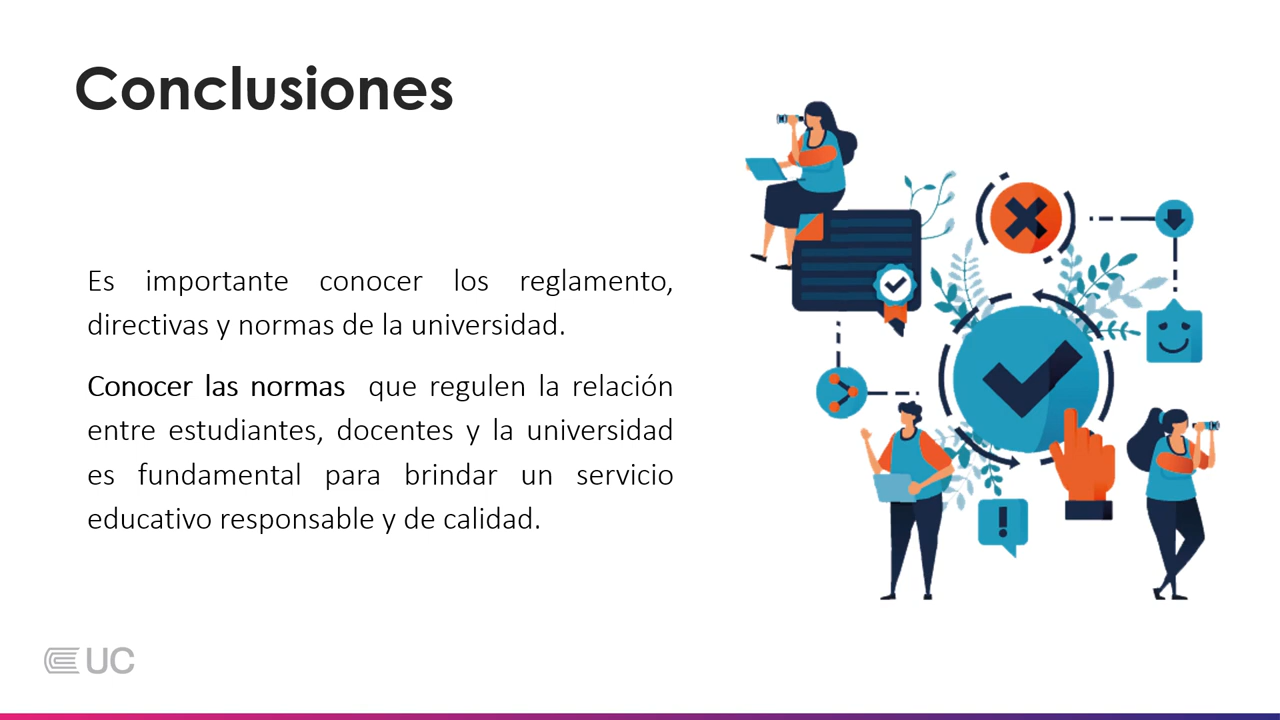 Conclusiones
Es importante conocer los reglamento,
directivas y normas de la universidad.
Conocer las normas que regulen la relación
entre estudiantes, docentes y la universidad
es fundamental para brindar un servicio
educativo responsable y de calidad.
UC